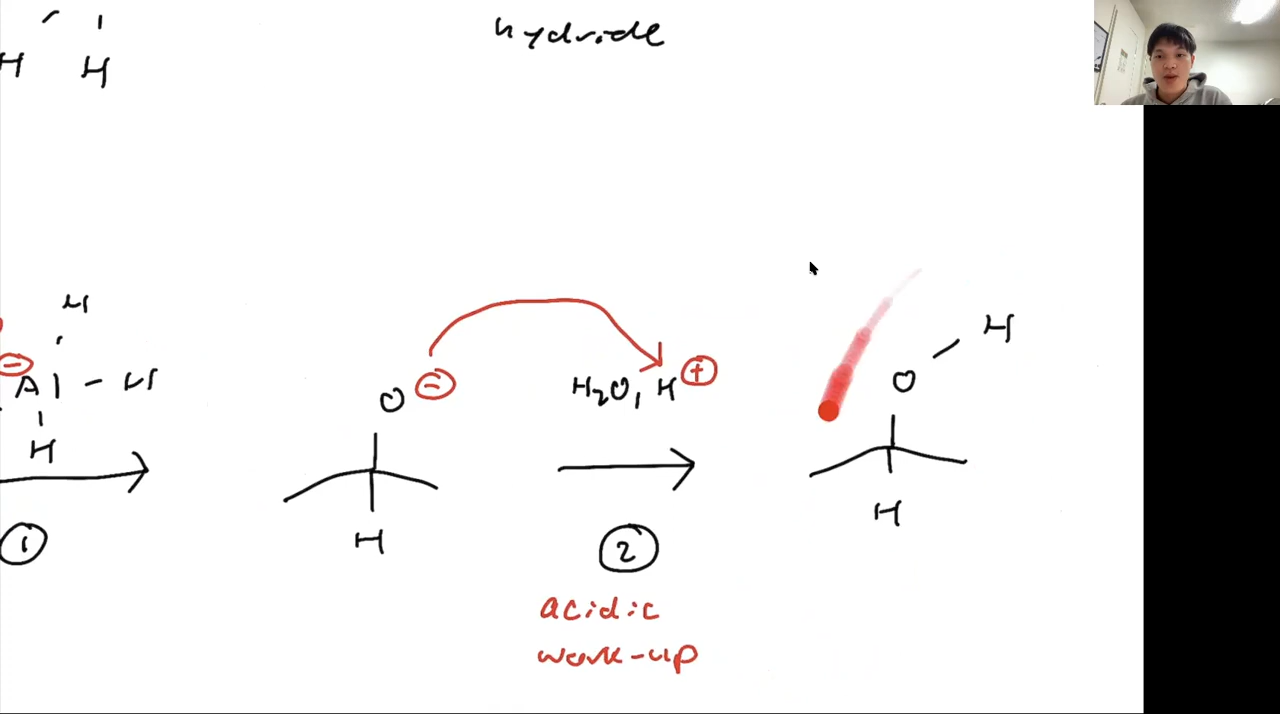 hydride
H H
H
⊖
Al - H
H
①
O ⊖
H
H₂O, H ⊕
②
acidic
work-up
H
O
H